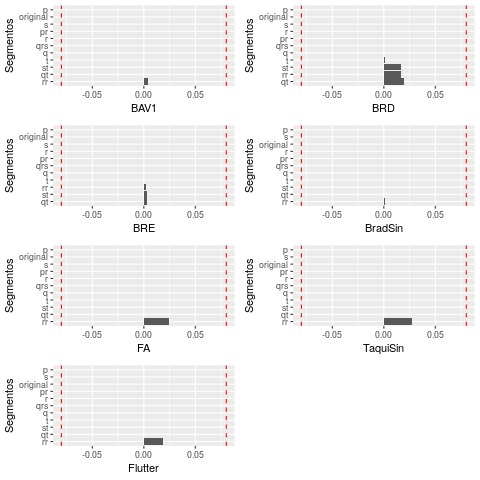 Segmentos
p
original
s
pr
r
qrs
q
t
st
qt
rr
-0.05 0.00 0.05
BAV1
Segmentos
p
original
s
r
pr
qrs
q
t
st
qt
rr
-0.05 0.00 0.05
BRD
Segmentos
p
original
s
r
pr
qrs
q
t
rr
st
qt
-0.05 0.00 0.05
BRE
Segmentos
p
s
original
r
pr
qrs
q
t
st
qt
rr
-0.05 0.00 0.05
BradSin
Segmentos
p
s
original
pr
r
qrs
q
t
st
qt
rr
-0.05 0.00 0.05
FA
Segmentos
p
s
original
r
pr
qrs
q
t
st
qt
rr
-0.05 0.00 0.05
TaquiSin
Segmentos
p
s
original
pr
r
qrs
q
t
st
qt
rr
-0.05 0.00 0.05
Flutter